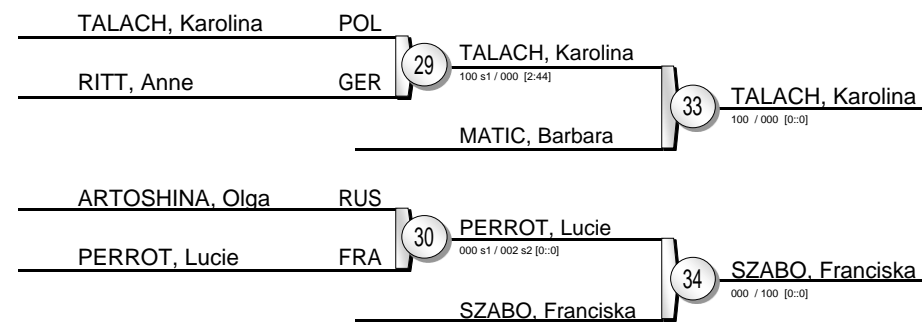 TALACH, Karolina POL
RITT, Anne GER
29
TALACH, Karolina
100 s1 / 000 [2:44]
MATIC, Barbara
33
TALACH, Karolina
100 / 000 [0::0]
ARTOSHINA, Olga RUS
PERROT, Lucie FRA
30
PERROT, Lucie
000 s1 / 002 s2 [0::0]
SZABO, Franciska
34
SZABO, Franciska
000 / 100 [0::0]